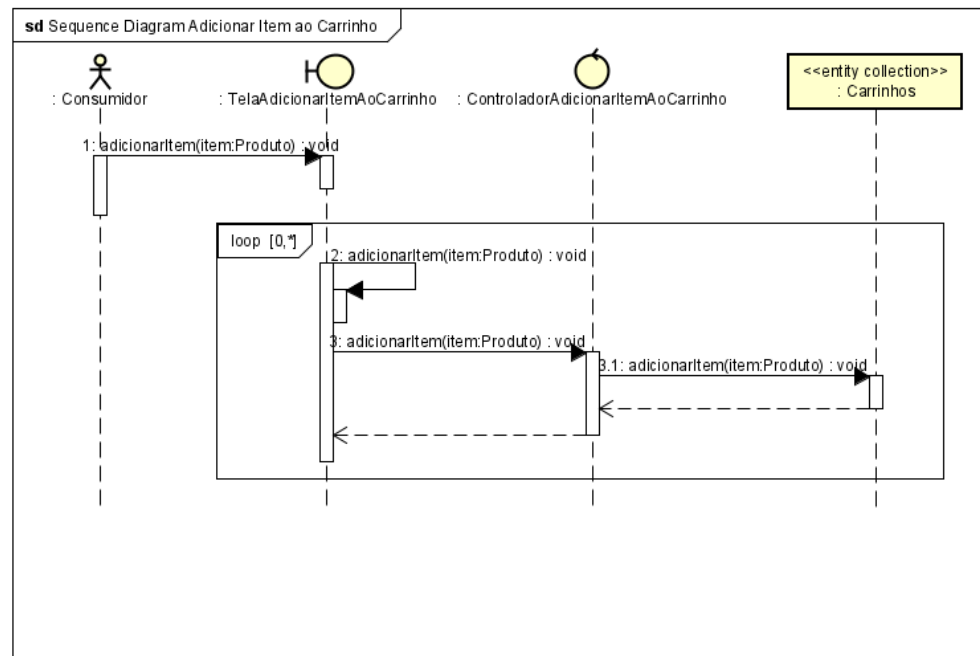 sd Sequence Diagram Adicionar Item ao Carrinho
: Consumidor
: TelaAdicionarItemAoCarrinho
: ControladorAdicionarItemAoCarrinho
<<entity collection>>
: Carrinhos
1: adicionarItem(item:Produto) : void
loop [0,*]
2: adicionarItem(item:Produto) : void
3: adicionarItem(item:Produto) : void
3.1: adicionarItem(item:Produto) : void